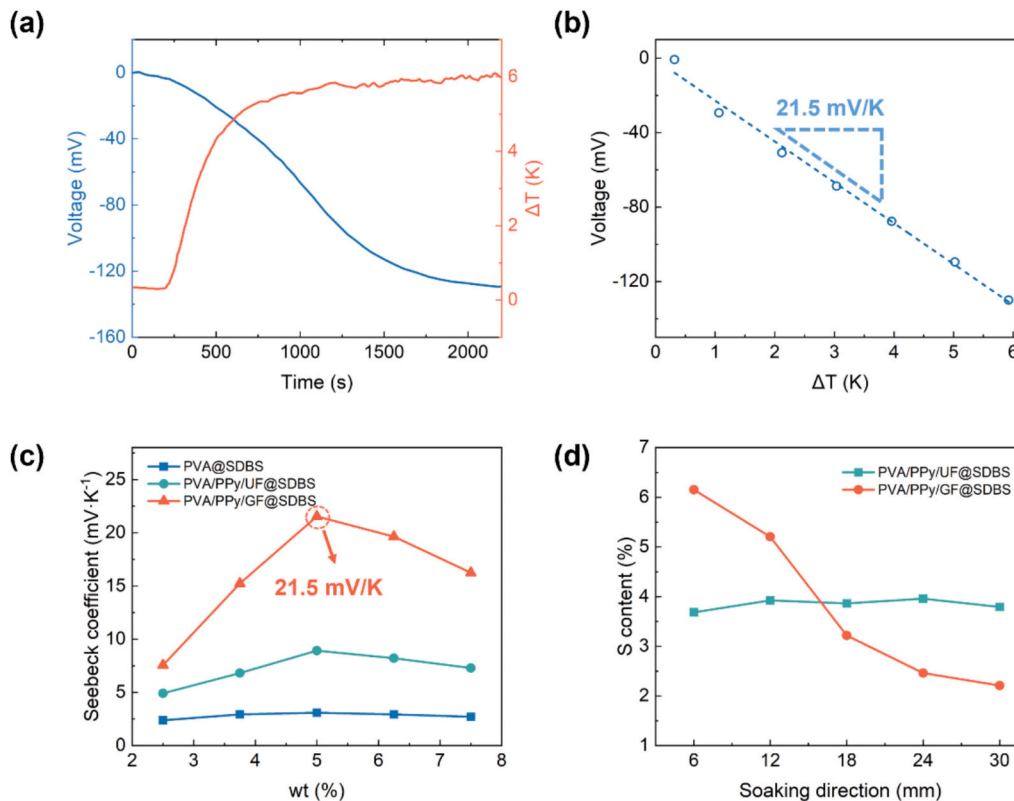 (a)
0
-40
-80
-120
-160
Voltage (mV)
6
4
2
0
ΔT (K)
0
500
1000
1500
2000
Time (s)
(b)
0
-40
-80
-120
Voltage (mV)
21.5 mV/K
0
1
2
3
4
5
6
ΔT (K)
(c)
PVA@SDBS
PVA/PPy/UF@SDBS
PVA/PPy/GF@SDBS
25
20
15
10
5
0
Seebeck coefficient (mV·K⁻¹)
21.5 mV/K
2
3
4
5
6
7
8
wt (%)
(d)
PVA/PPy/UF@SDBS
PVA/PPy/GF@SDBS
7
6
5
4
3
2
1
S content (%)
6
12
18
24
30
Soaking direction (mm)